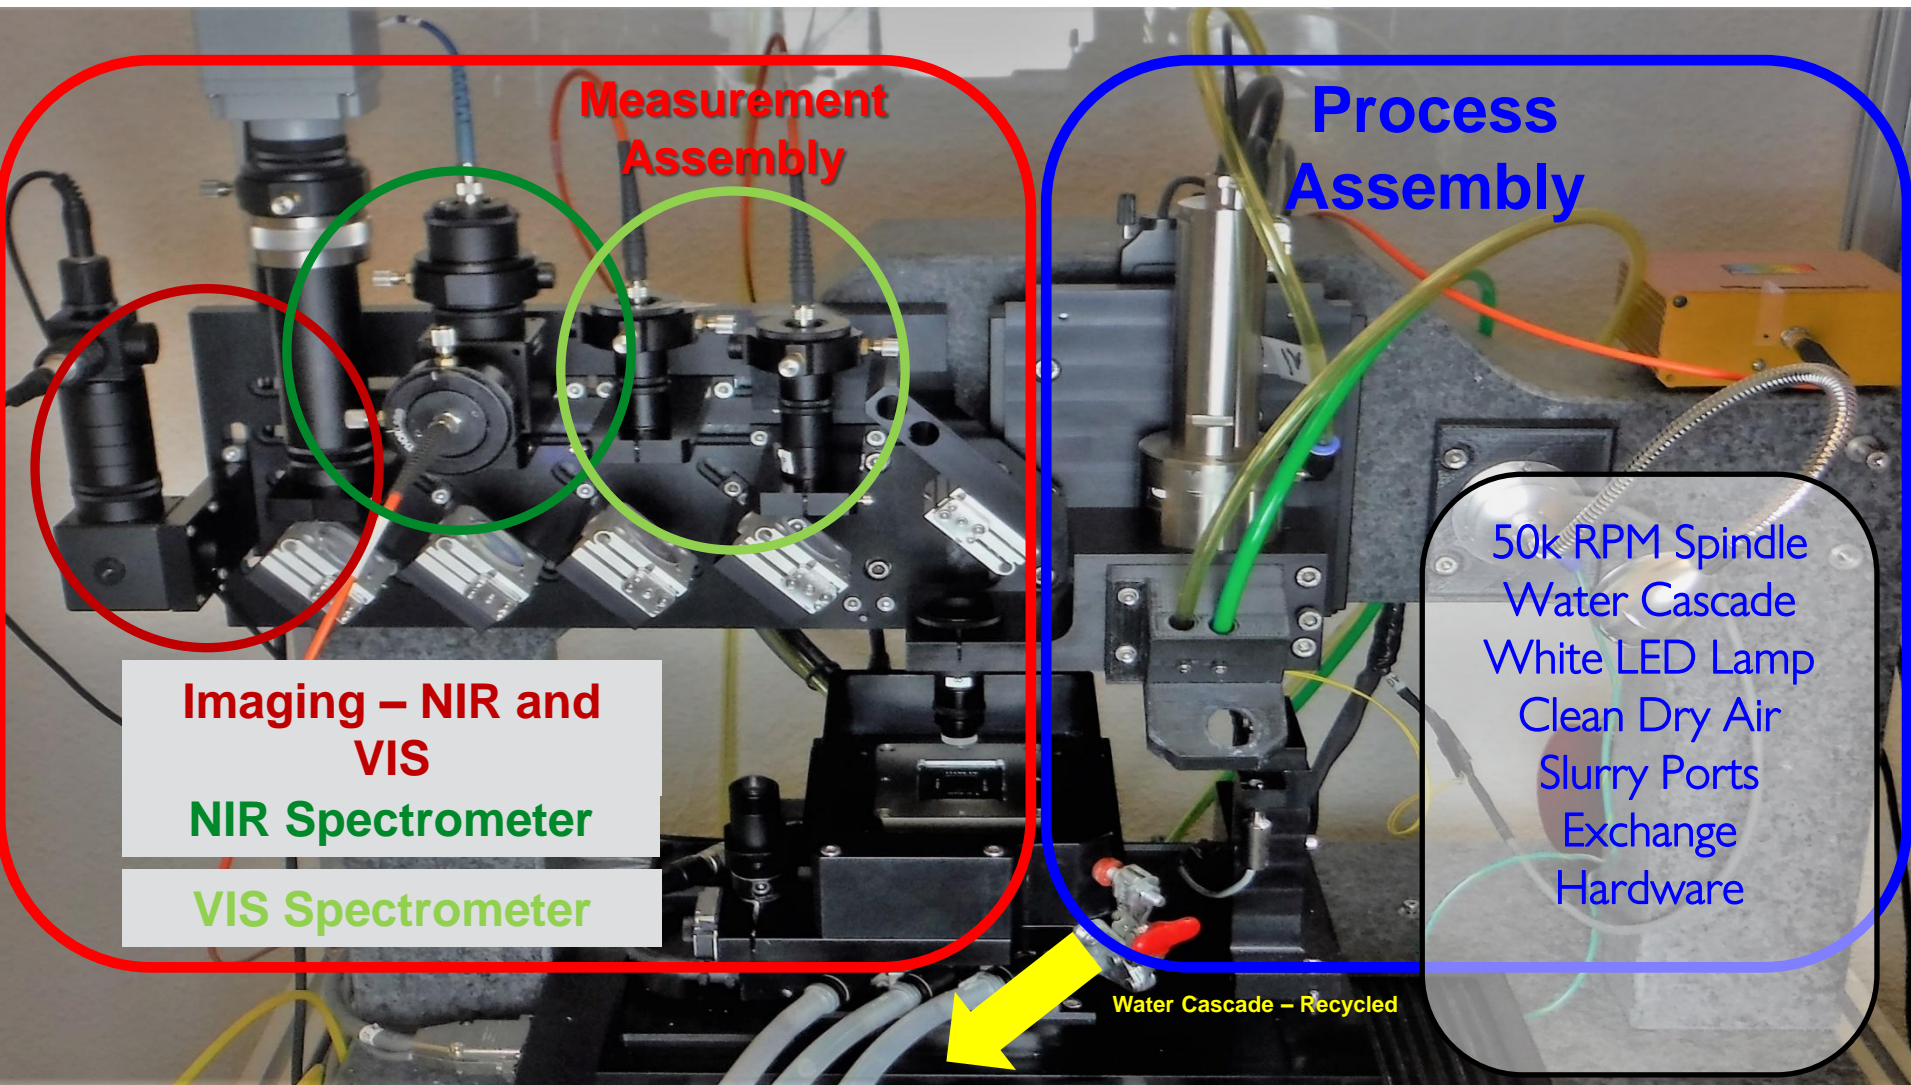 Measurement
Assembly
Process
Assembly
Imaging – NIR and
VIS
NIR Spectrometer
VIS Spectrometer
50k RPM Spindle
Water Cascade
White LED Lamp
Clean Dry Air
Slurry Ports
Exchange
Hardware
Water Cascade – Recycled